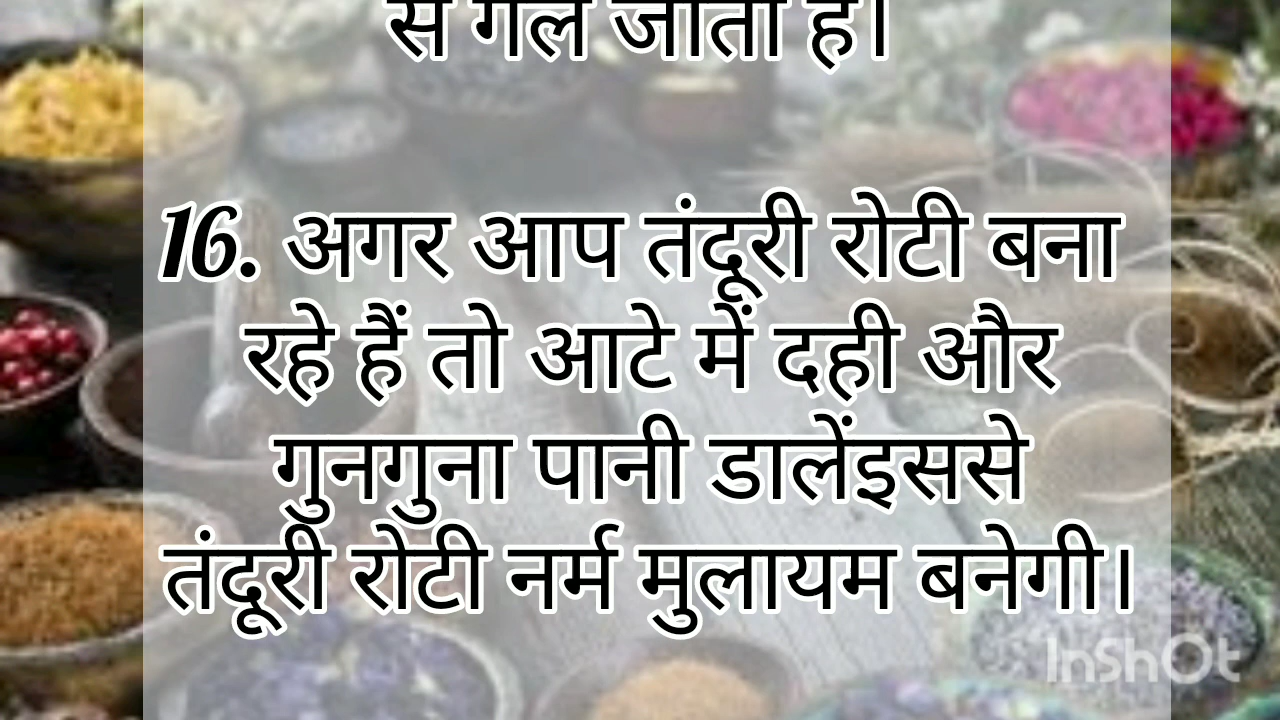 से गल जाता है।
16. अगर आप तंदूरी रोटी बना
रहे हैं तो आटे में दही और
गुनगुना पानी डालेंइससे
तंदूरी रोटी नर्म मुलायम बनेगी।
InShOt